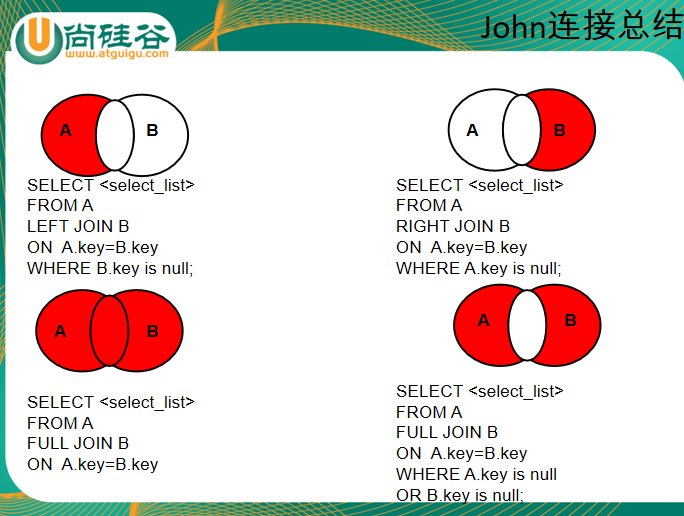 尚硅谷
www.atguigu.com
John连接总结
A B
SELECT <select_list>
FROM A
LEFT JOIN B
ON A.key=B.key
WHERE B.key is null;
A B
SELECT <select_list>
FROM A
RIGHT JOIN B
ON A.key=B.key
WHERE A.key is null;
A B
SELECT <select_list>
FROM A
FULL JOIN B
ON A.key=B.key
A B
SELECT <select_list>
FROM A
FULL JOIN B
ON A.key=B.key
WHERE A.key is null
OR B.key is null;